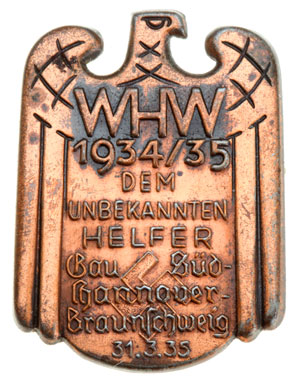 WHW
1934/35
DEM
UNBEKANNTEN
HELFER
Gau Süd-
Hannover-
Braunschweig
31.3.35